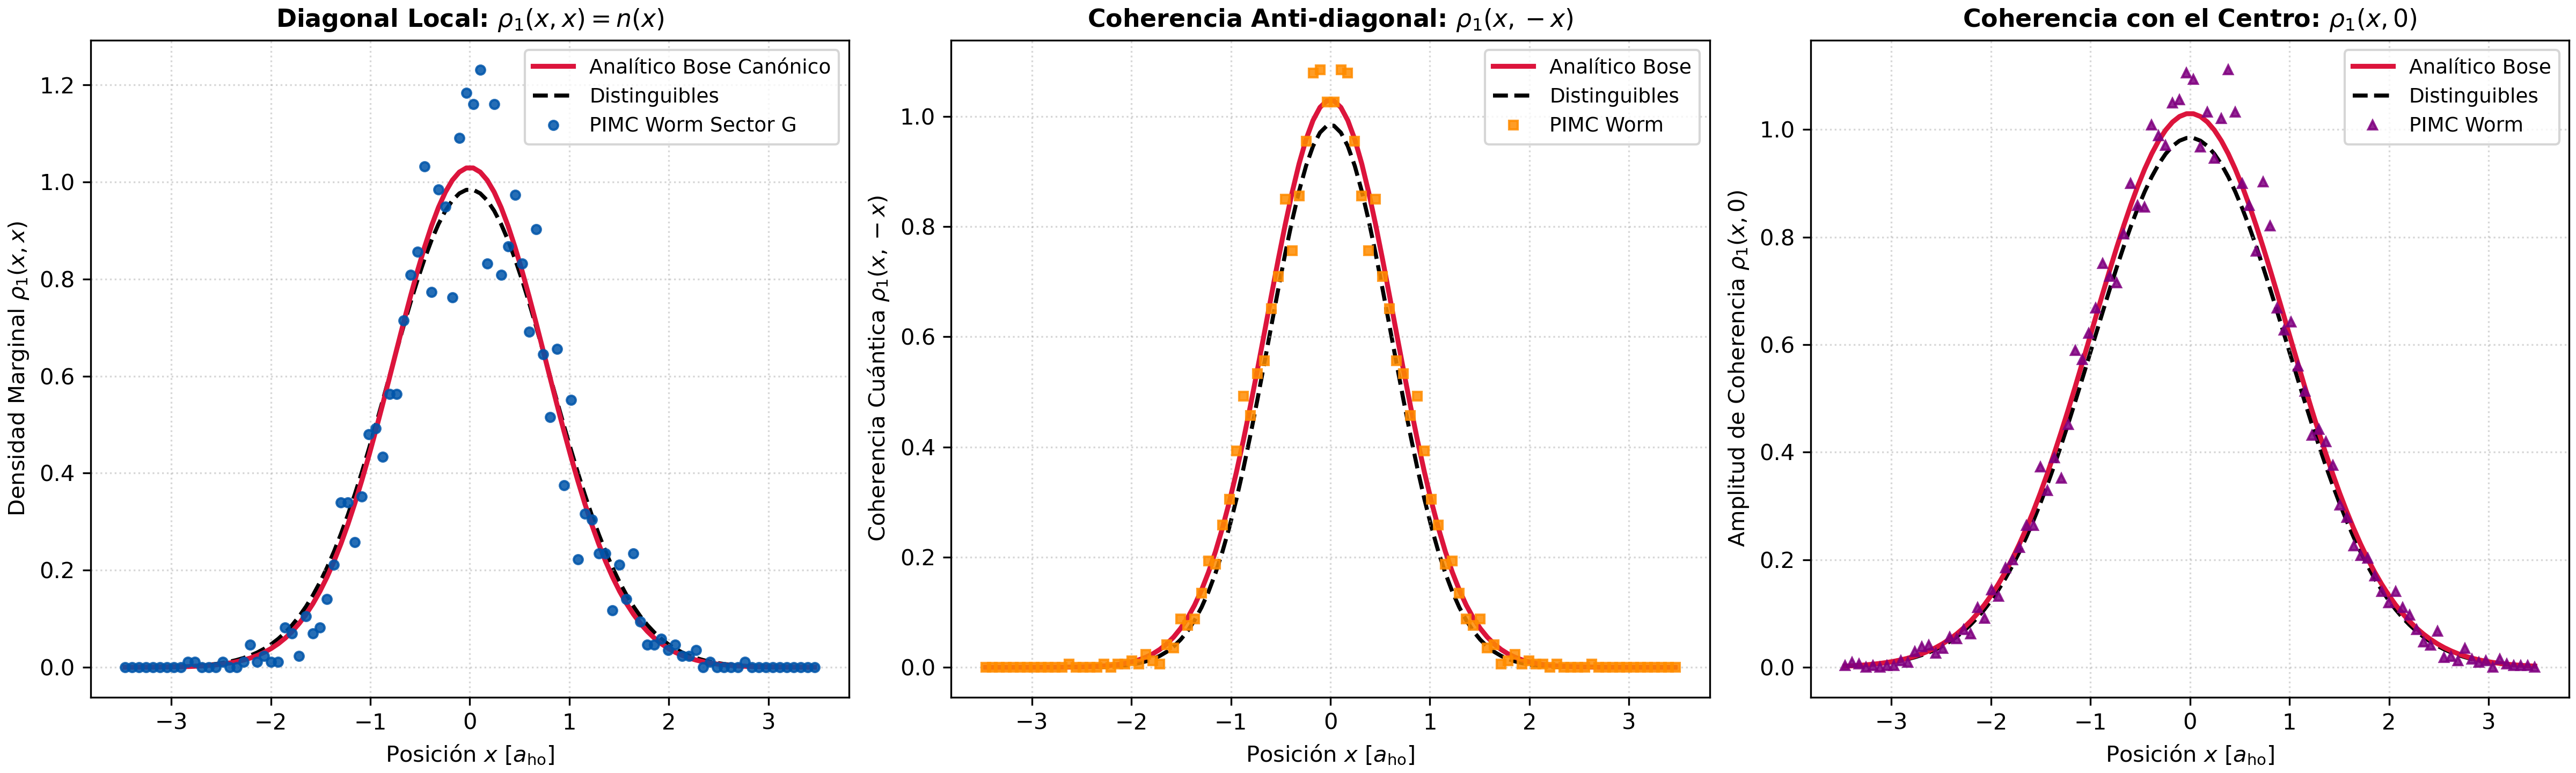 Diagonal Local: ρ₁(x, x) = n(x)
Densidad Marginal ρ₁(x, x)
1.2
1.0
0.8
0.6
0.4
0.2
0.0
−3
−2
−1
0
1
2
3
Posición x [a_ho]
Analítico Bose Canónico
Distinguibles
PIMC Worm Sector G
Coherencia Anti-diagonal: ρ₁(x, − x)
Coherencia Cuántica ρ₁(x, − x)
1.0
0.8
0.6
0.4
0.2
0.0
−3
−2
−1
0
1
2
3
Posición x [a_ho]
Analítico Bose
Distinguibles
PIMC Worm
Coherencia con el Centro: ρ₁(x, 0)
Amplitud de Coherencia ρ₁(x, 0)
1.0
0.8
0.6
0.4
0.2
0.0
−3
−2
−1
0
1
2
3
Posición x [a_ho]
Analítico Bose
Distinguibles
PIMC Worm